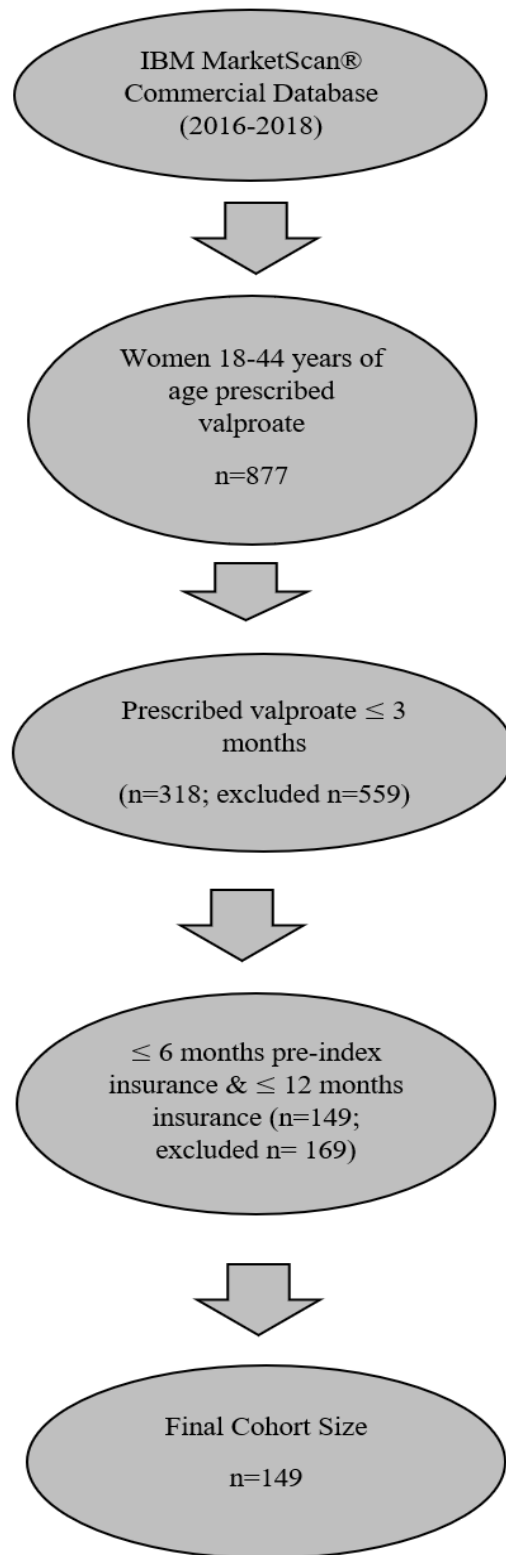 IBM MarketScan®
Commercial Database
(2016-2018)
Women 18-44 years of
age prescribed
valproate
n=877
Prescribed valproate ≤ 3
months
(n=318; excluded n=559)
≤ 6 months pre-index
insurance & ≤ 12 months
insurance (n=149;
excluded n= 169)
Final Cohort Size
n=149